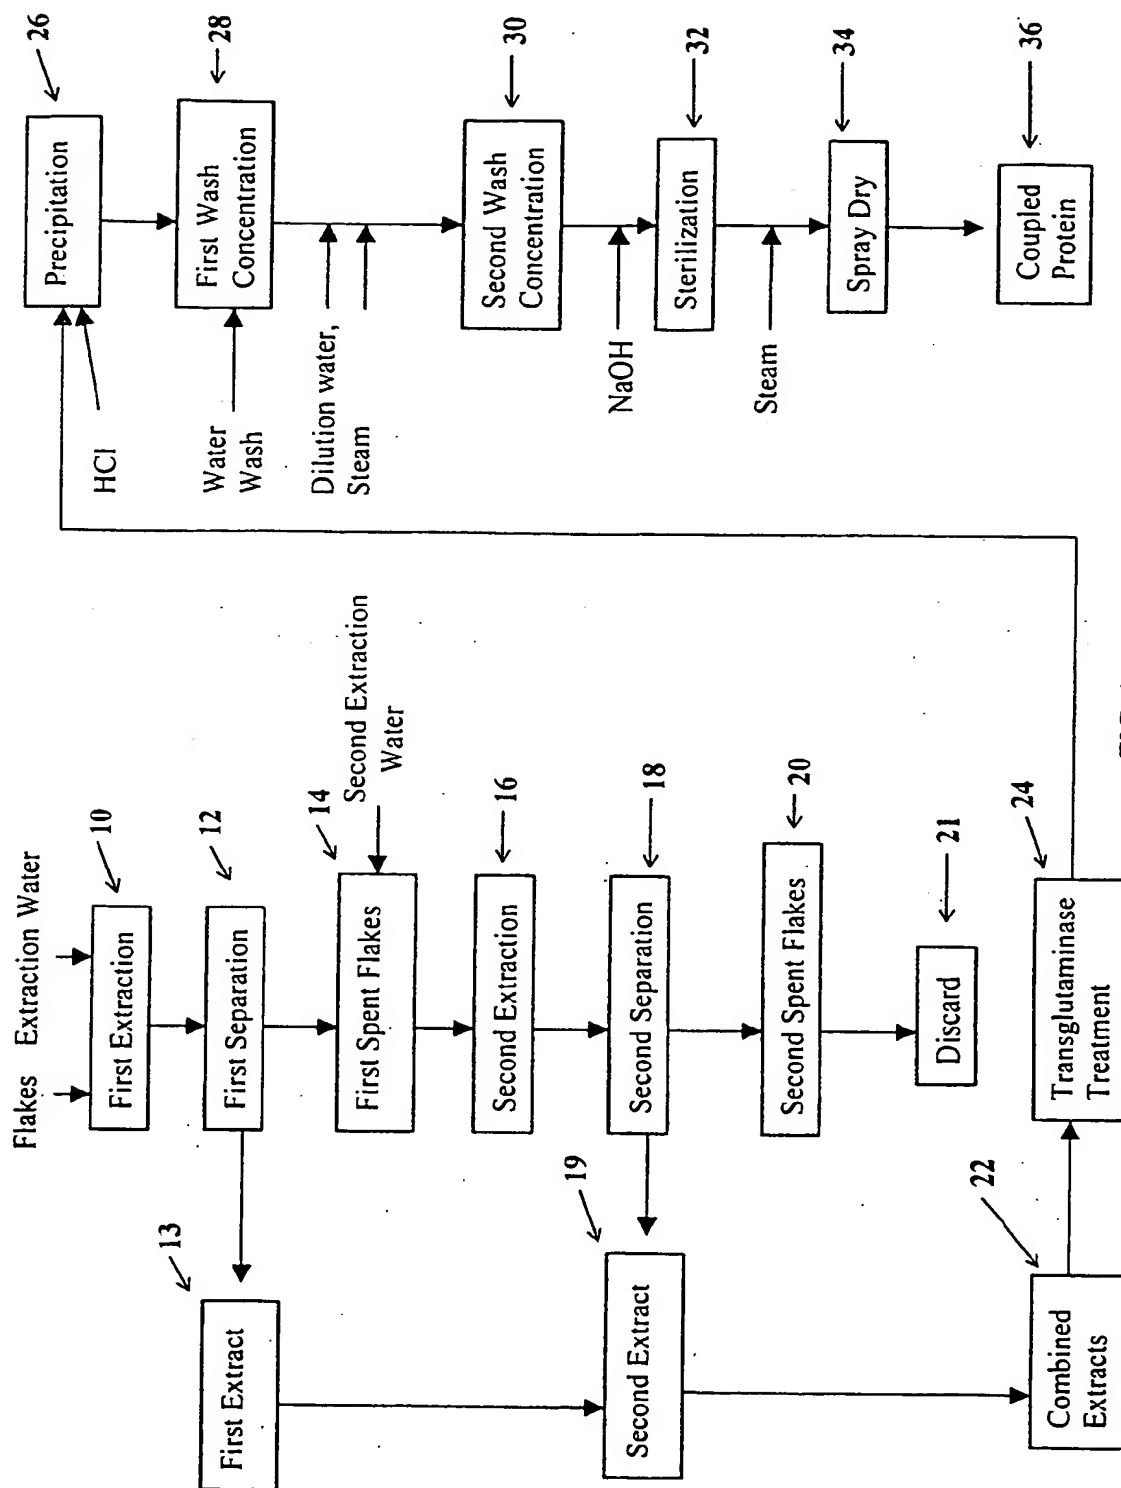 Flakes
Extraction Water
First Extraction
10
First Separation
12
First Extract
13
First Spent Flakes
14
Second Extraction
Water
Second Extraction
16
Second Separation
18
Second Extract
19
Second Spent Flakes
20
Discard
21
Combined
Extracts
22
Transglutaminase
Treatment
24
Precipitation
26
HCl
First Wash
Concentration
28
Water
Wash
Dilution water,
Steam
Second Wash
Concentration
30
NaOH
Sterilization
32
Steam
Spray Dry
34
Coupled
Protein
36